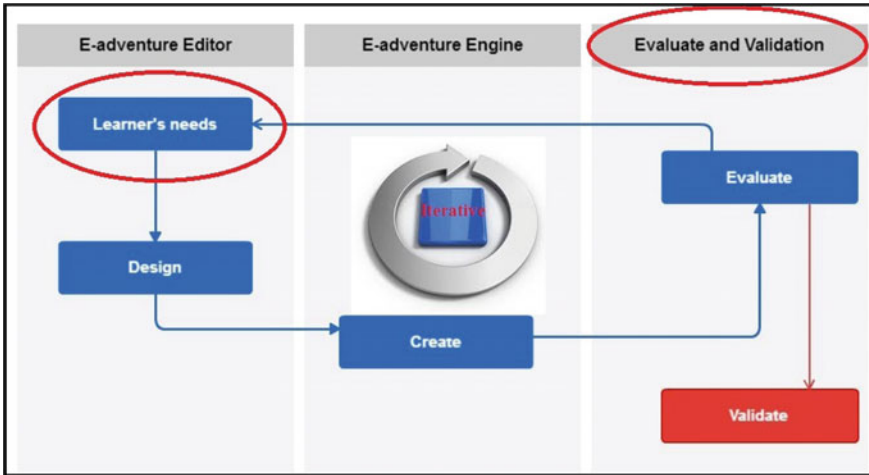 E-adventure Editor
E-adventure Engine
Evaluate and Validation
Learner's needs
Evaluate
Iterative
Design
Create
Validate